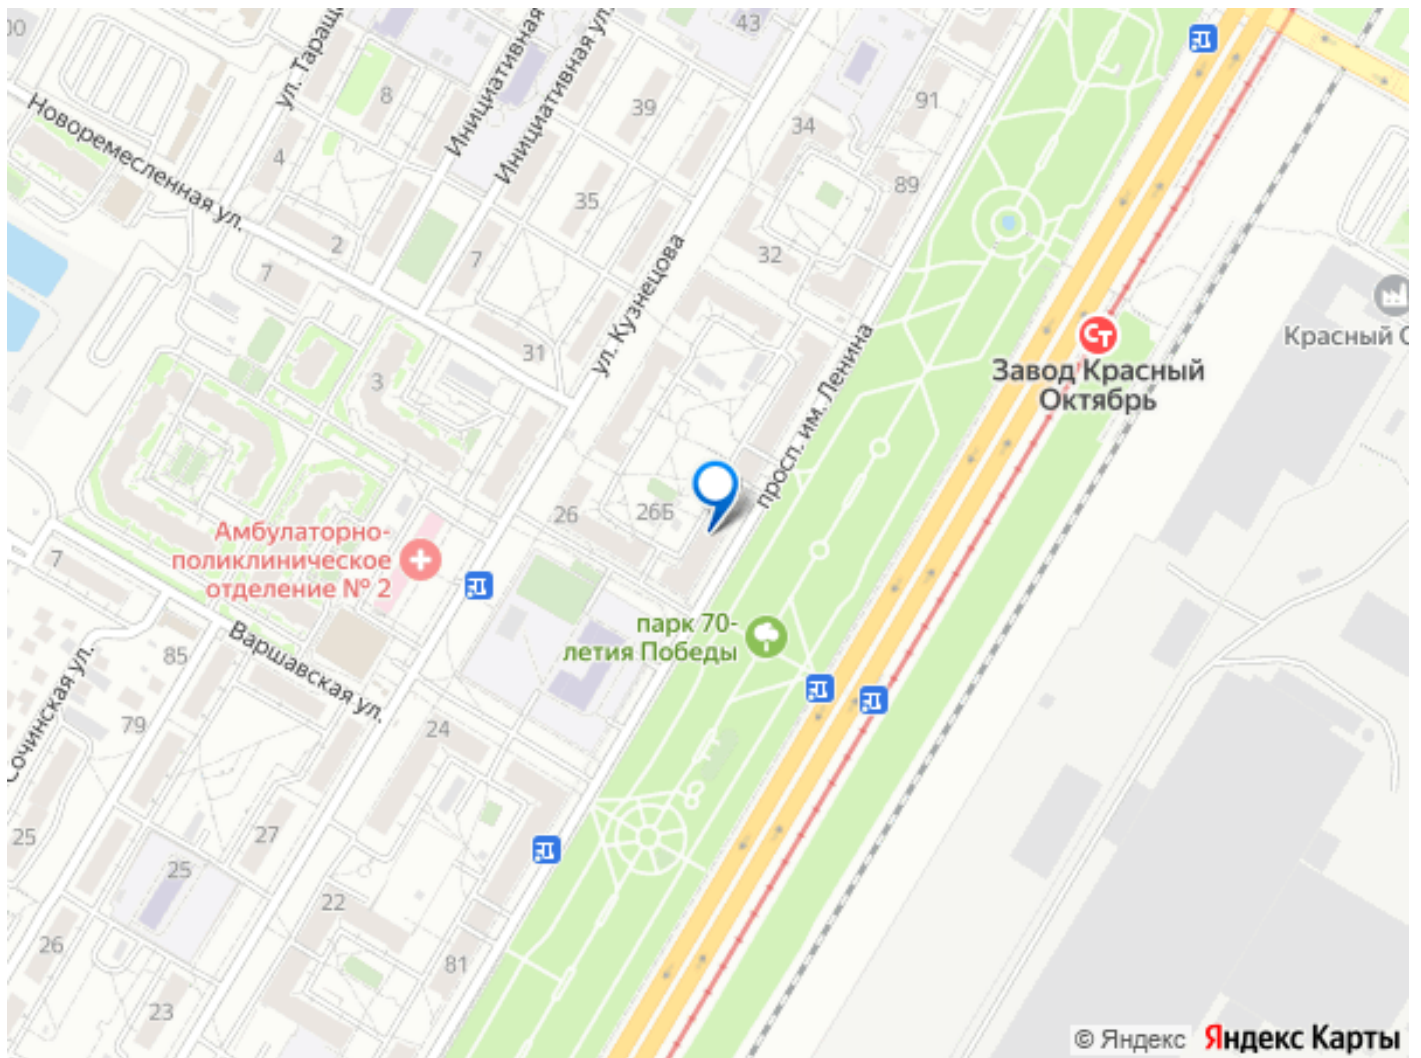 00
ул. Таращ
Инициативная
Инициативная ул.
43
8
39
91
34
Новоремесленная ул.
4
89
35
2
7
7
32
ул. Кузнецова
31
3
просп. им. Ленина
Красный О
Завод Красный
Октябрь
26
26Б
Амбулаторно-
поликлиническое
отделение № 2
7
парк 70-
летия Победы
Варшавская ул.
85
Сочинская ул.
79
24
25
27
25
22
26
81
23
© Яндекс Яндекс Карты